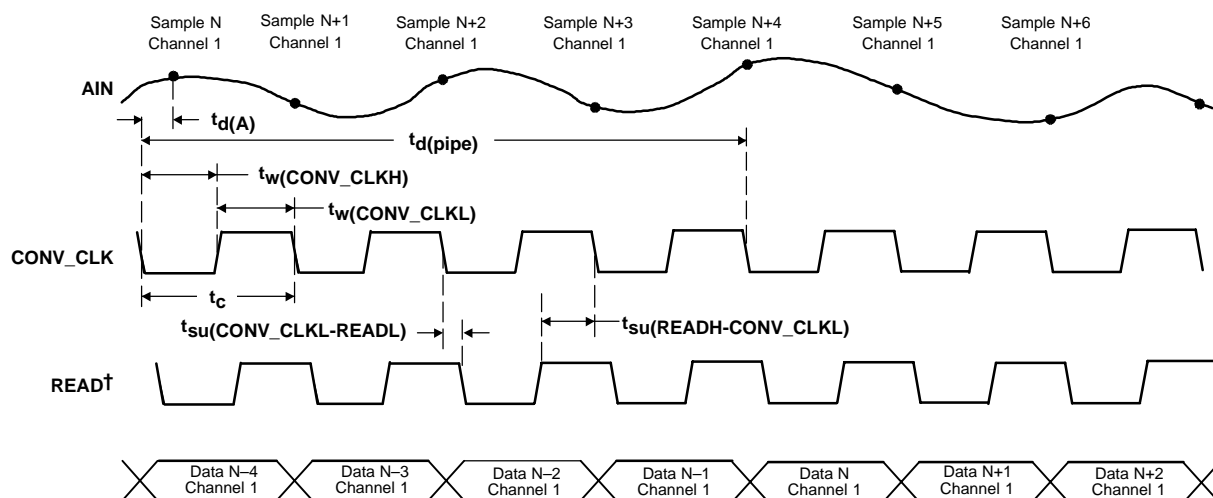 Sample N
Channel 1
Sample N+1
Channel 1
Sample N+2
Channel 1
Sample N+3
Channel 1
Sample N+4
Channel 1
Sample N+5
Channel 1
Sample N+6
Channel 1
AIN
td(A)
td(pipe)
tw(CONV_CLKH)
tw(CONV_CLKL)
CONV_CLK
tc
tsu(CONV_CLKL-READL)
tsu(READH-CONV_CLKL)
READ†
Data N–4
Channel 1
Data N–3
Channel 1
Data N–2
Channel 1
Data N–1
Channel 1
Data N
Channel 1
Data N+1
Channel 1
Data N+2
Channel 1